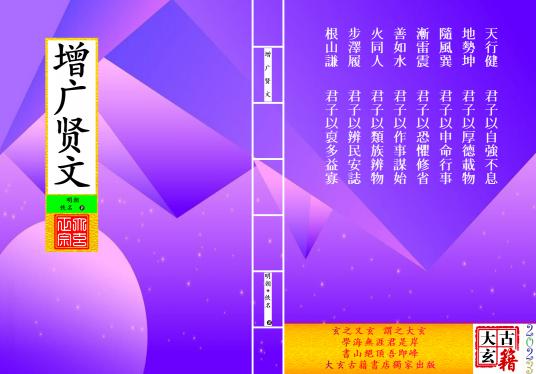 增广贤文
明朝
佚名
增广贤文
明朝
佚名
天行健 君子以自強不息
地勢坤 君子以厚德載物
隨風巽 君子以申命行事
漸雷震 君子以恐懼修省
善如水 君子以作事謀始
火同人 君子以類族辨物
步澤履 君子以辨民安誌
根山謙 君子以裒多益寡
玄之又玄 謂之大玄
學海無涯君是岸
書山絕頂吾即峰
大玄古籍書店獨家出版
古籍
大玄
2023